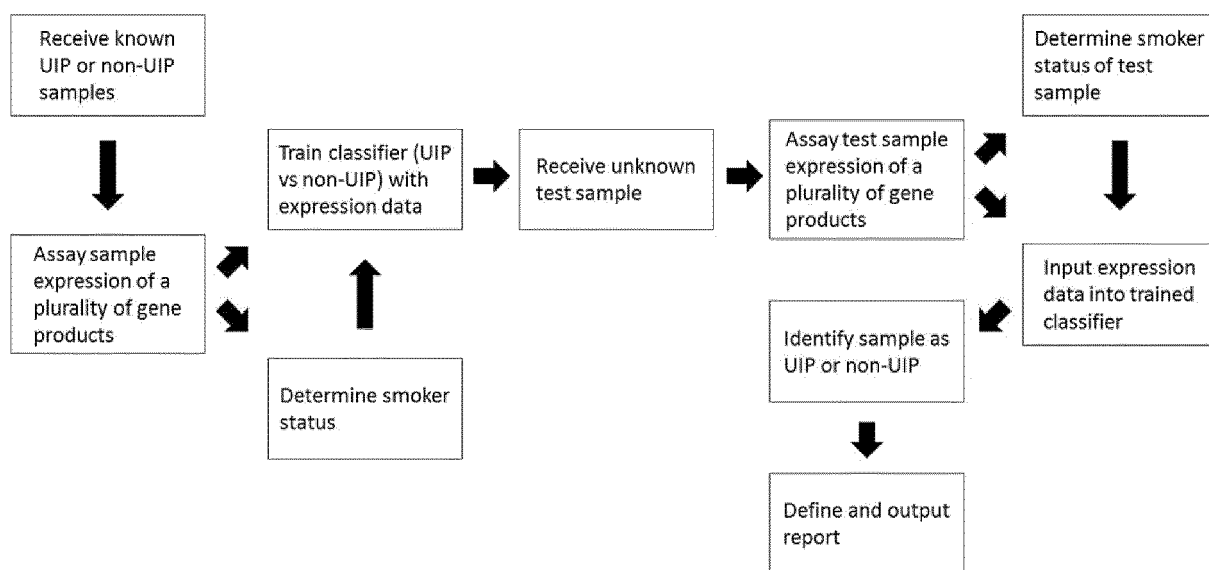 Receive known
UIP or non-UIP
samples
Assay sample
expression of a
plurality of gene
products
Train classifier (UIP
vs non-UIP) with
expression data
Determine smoker
status
Receive unknown
test sample
Assay test sample
expression of a
plurality of gene
products
Determine smoker
status of test
sample
Input expression
data into trained
classifier
Identify sample as
UIP or non-UIP
Define and output
report